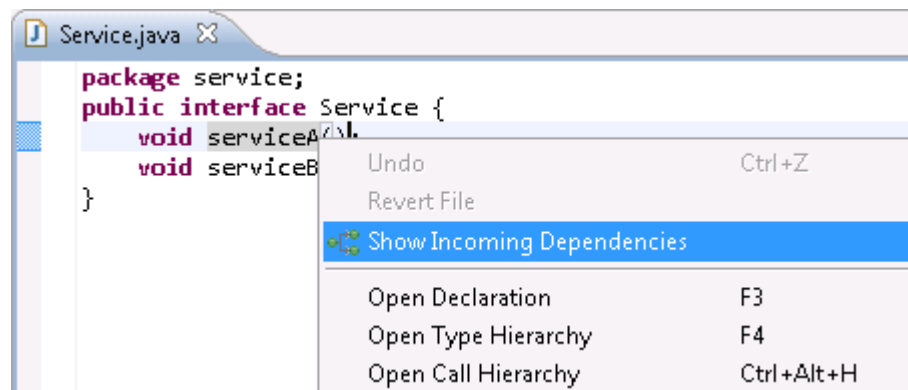 J Service.java
package service;
public interface Service {
void serviceA();
void serviceB
}
Undo Ctrl+Z
Revert File
Show Incoming Dependencies
Open Declaration F3
Open Type Hierarchy F4
Open Call Hierarchy Ctrl+Alt+H